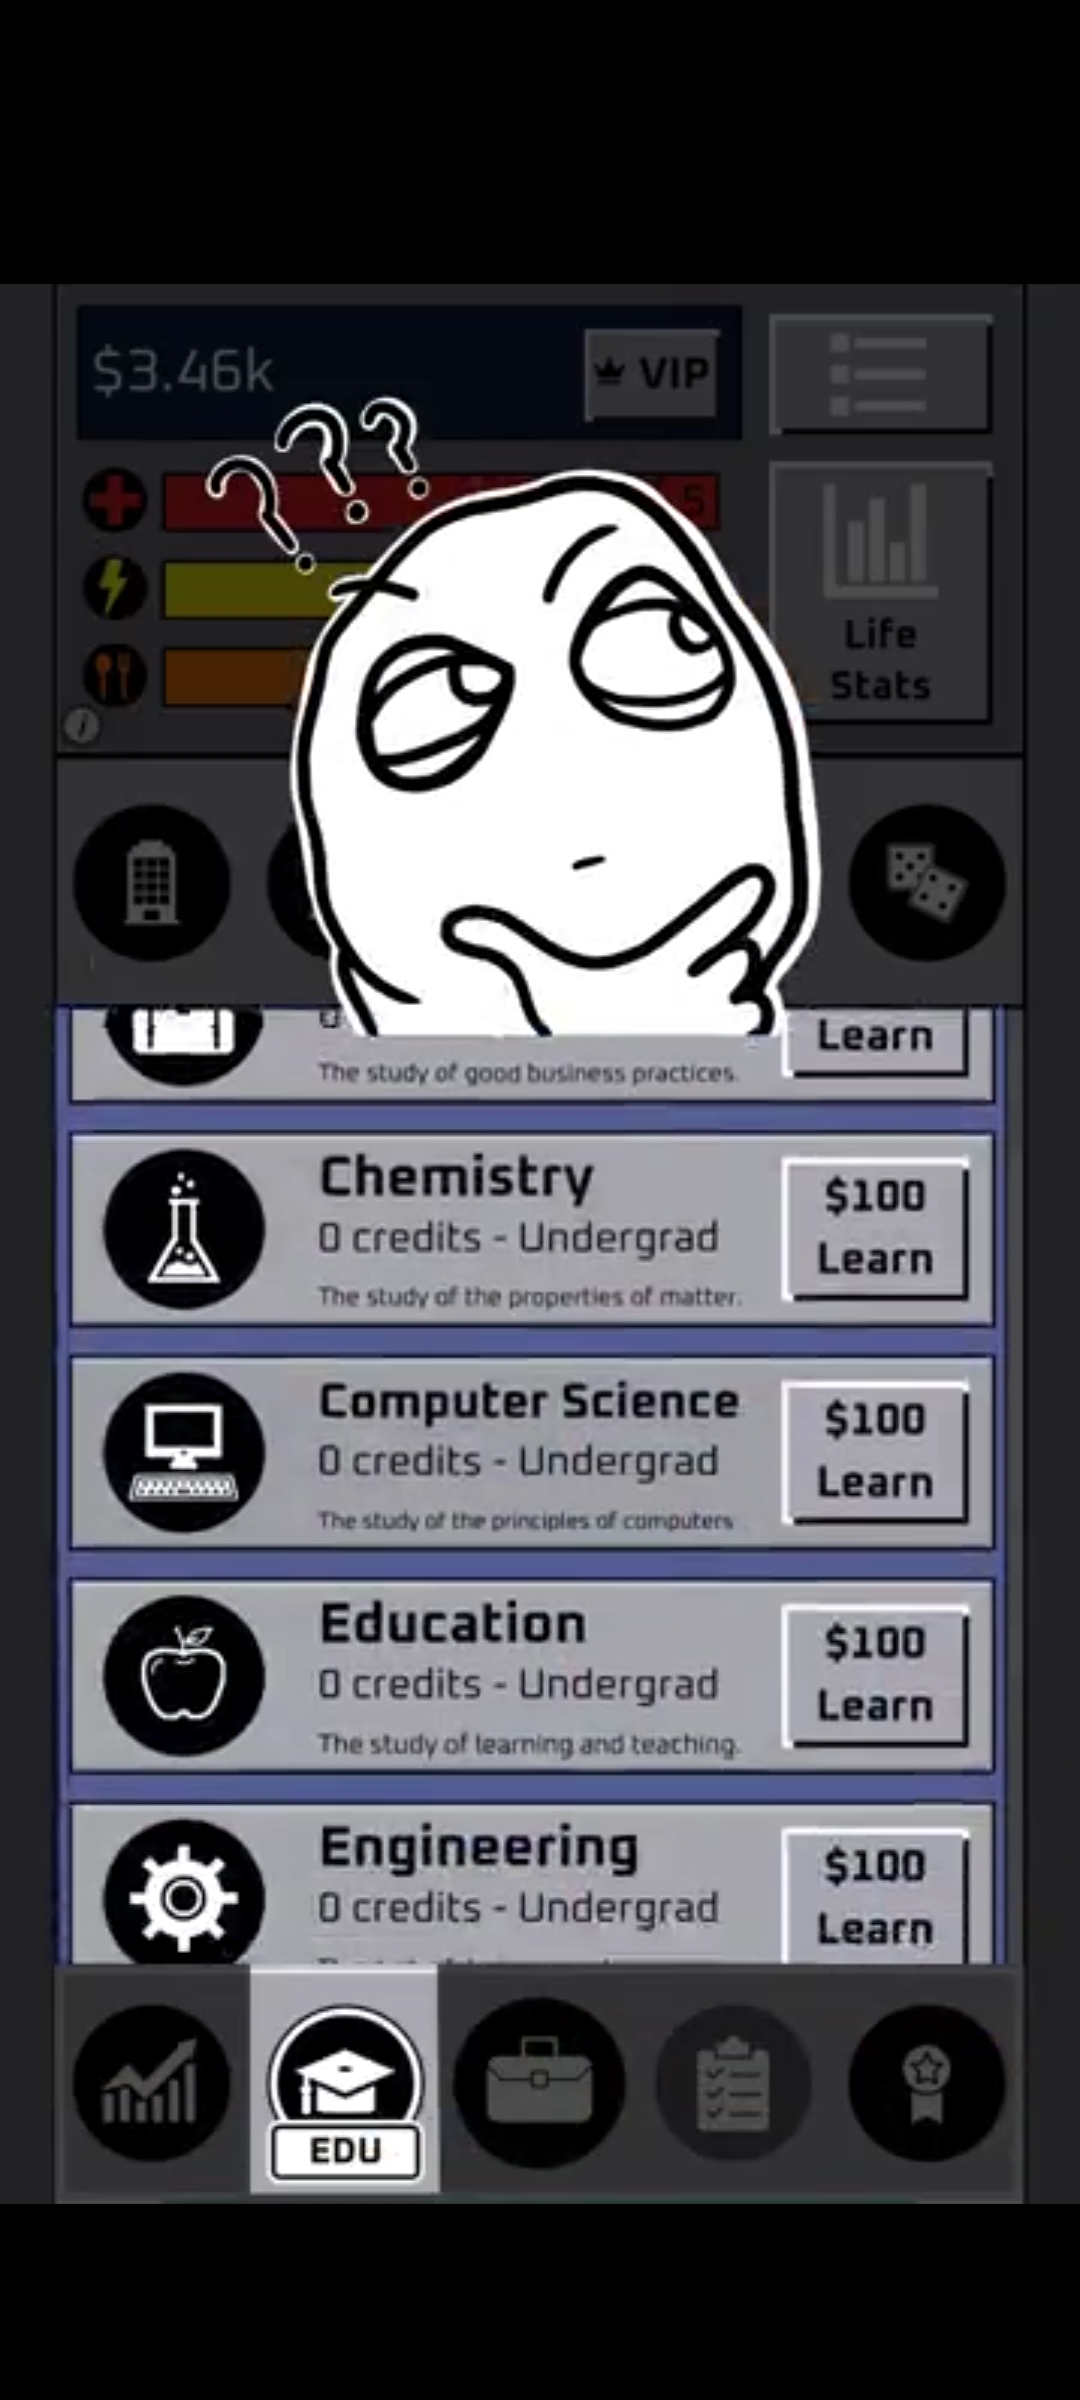 $3.46k
VIP
???
5
Life
Stats
Learn
The study of good business practices.
Chemistry
0 credits - Undergrad
The study of the properties of matter.
$100
Learn
Computer Science
0 credits - Undergrad
The study of the principles of computers
$100
Learn
Education
0 credits - Undergrad
The study of learning and teaching.
$100
Learn
Engineering
0 credits - Undergrad
$100
Learn
EDU